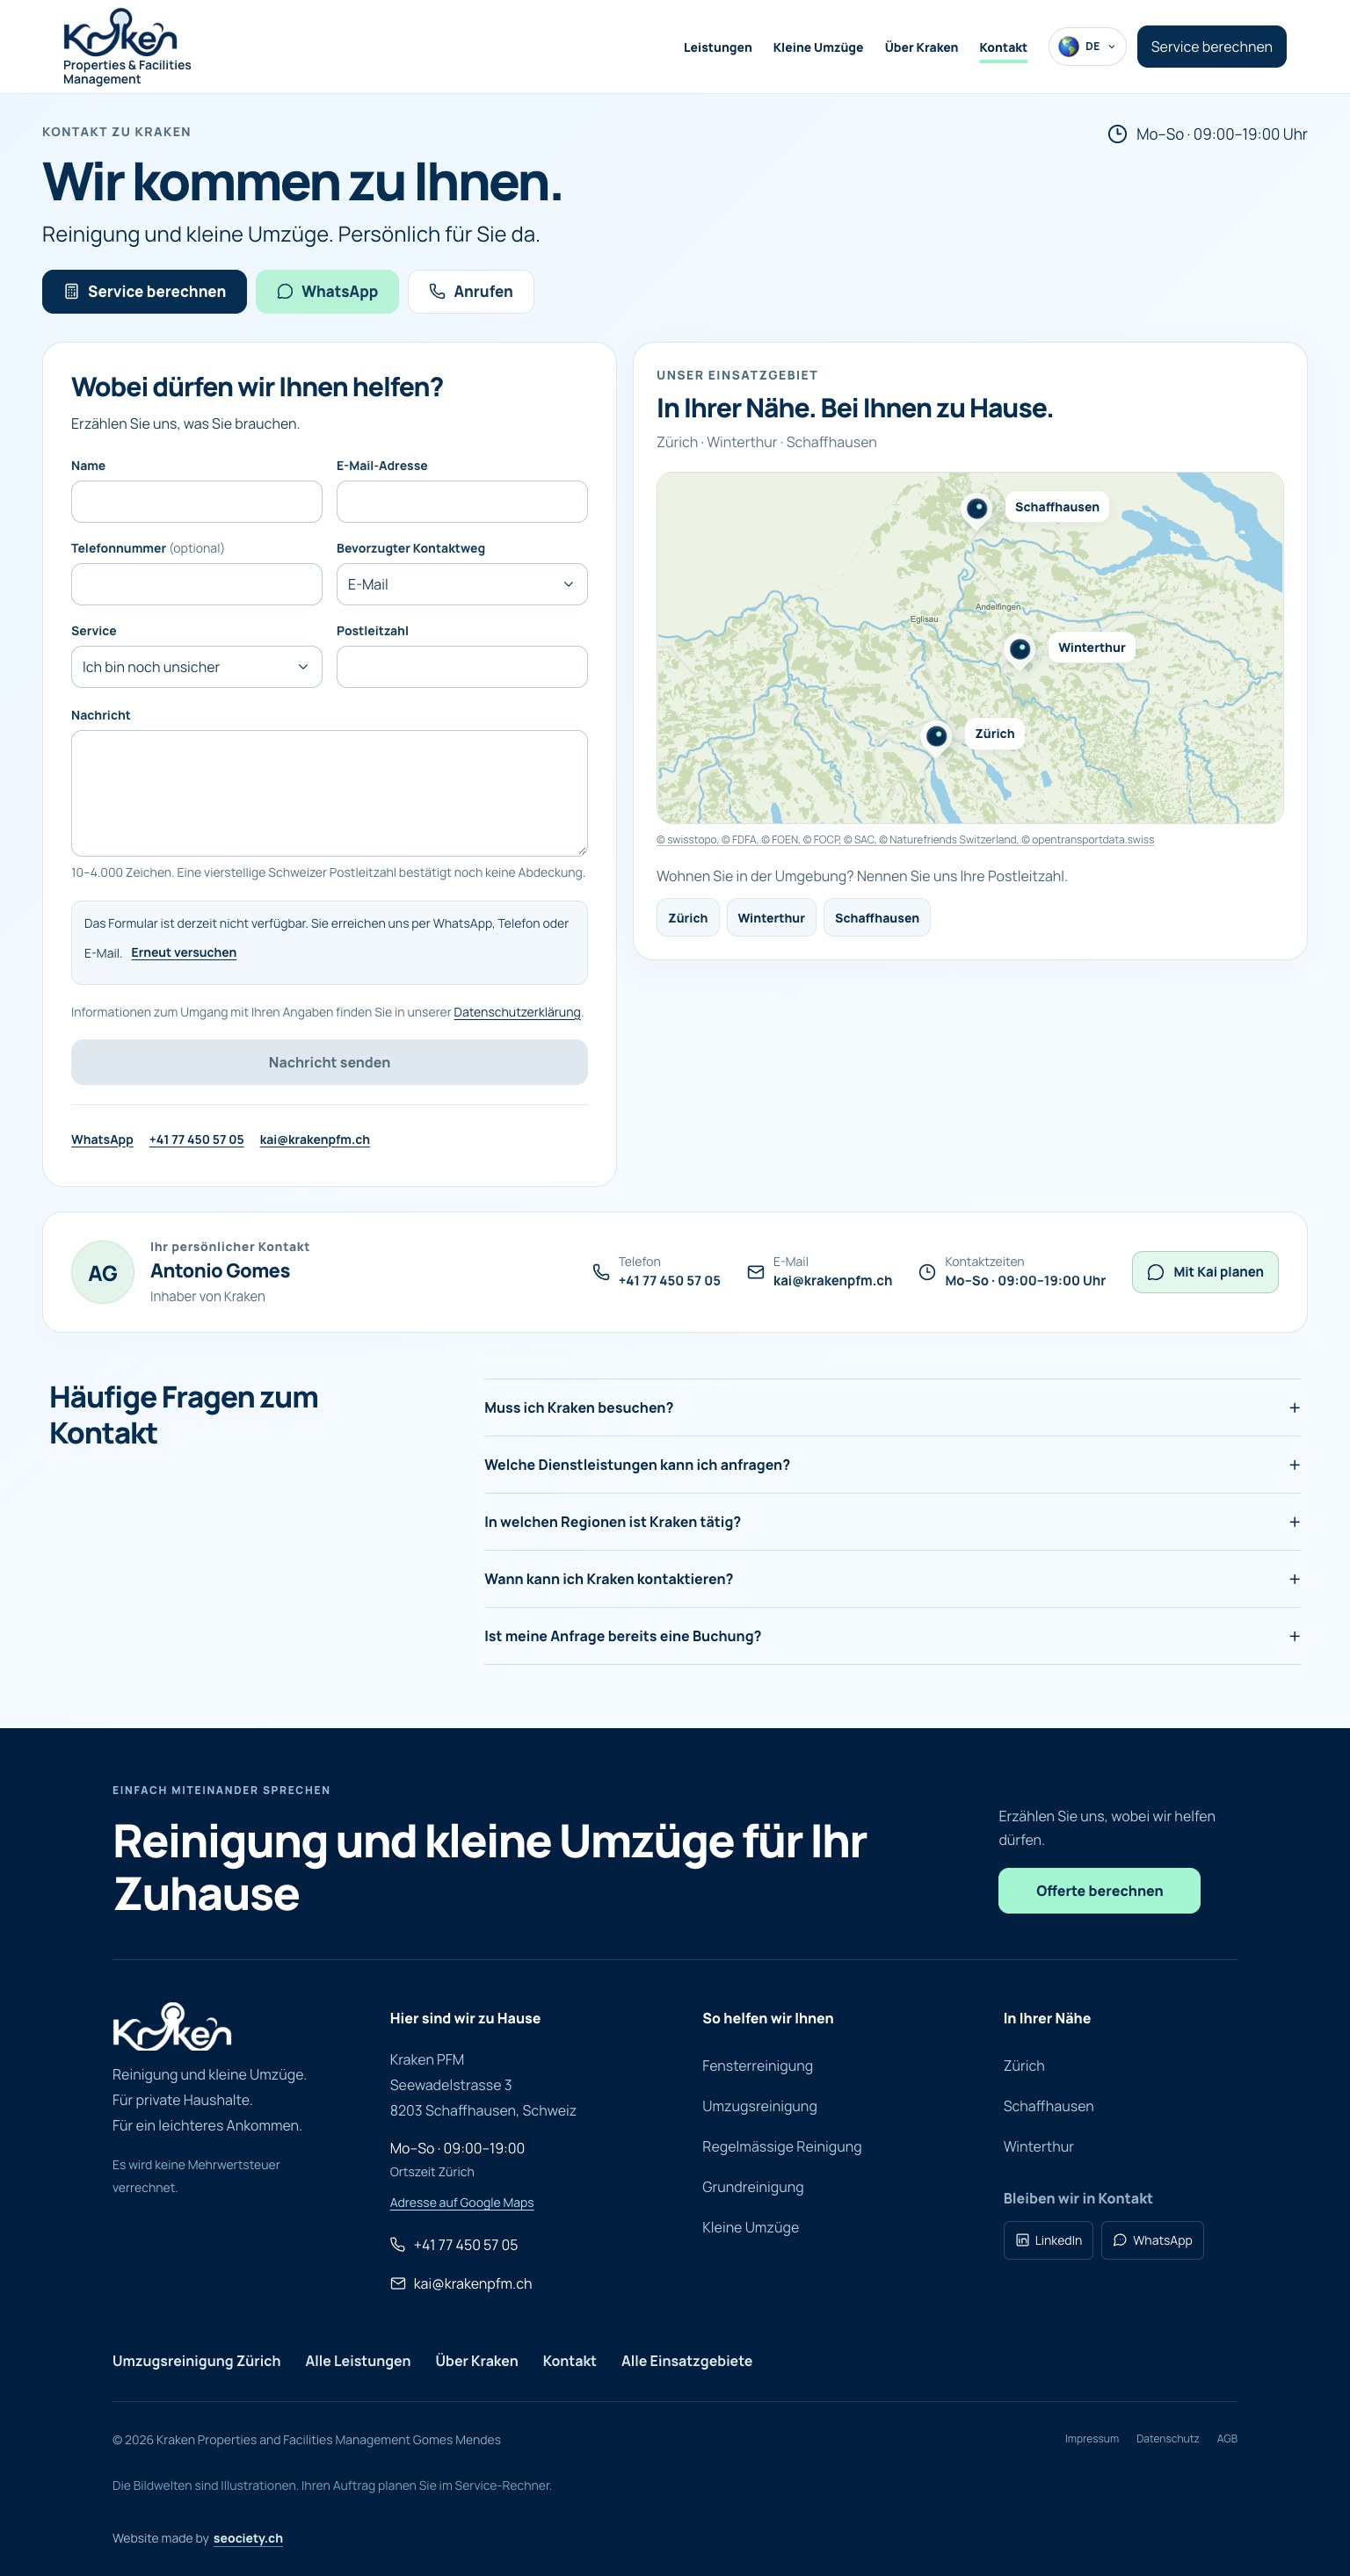 Kraken
Properties & Facilities
Management
Leistungen
Kleine Umzüge
Über Kraken
Kontakt
DE
Service berechnen
KONTAKT ZU KRAKEN
Mo–So · 09:00–19:00 Uhr
Wir kommen zu Ihnen.
Reinigung und kleine Umzüge. Persönlich für Sie da.
Service berechnen
WhatsApp
Anrufen
Wobei dürfen wir Ihnen helfen?
Erzählen Sie uns, was Sie brauchen.
Name
E-Mail-Adresse
Telefonnummer (optional)
Bevorzugter Kontaktweg
E-Mail
Service
Postleitzahl
Ich bin noch unsicher
Nachricht
10–4.000 Zeichen. Eine vierstellige Schweizer Postleitzahl bestätigt noch keine Abdeckung.
Das Formular ist derzeit nicht verfügbar. Sie erreichen uns per WhatsApp, Telefon oder
E-Mail. Erneut versuchen
Informationen zum Umgang mit Ihren Angaben finden Sie in unserer Datenschutzerklärung.
Nachricht senden
WhatsApp
+41 77 450 57 05
kai@krakenpfm.ch
UNSER EINSATZGEBIET
In Ihrer Nähe. Bei Ihnen zu Hause.
Zürich · Winterthur · Schaffhausen
Schaffhausen
Andelfingen
Eglisau
Winterthur
Zürich
© swisstopo, © FDFA, © FOEN, © FOCP, © SAC, © Naturefriends Switzerland, © opentransportdata.swiss
Wohnen Sie in der Umgebung? Nennen Sie uns Ihre Postleitzahl.
Zürich
Winterthur
Schaffhausen
AG
Ihr persönlicher Kontakt
Antonio Gomes
Inhaber von Kraken
Telefon
+41 77 450 57 05
E-Mail
kai@krakenpfm.ch
Kontaktzeiten
Mo–So · 09:00–19:00 Uhr
Mit Kai planen
Häufige Fragen zum
Kontakt
Muss ich Kraken besuchen?
+
Welche Dienstleistungen kann ich anfragen?
+
In welchen Regionen ist Kraken tätig?
+
Wann kann ich Kraken kontaktieren?
+
Ist meine Anfrage bereits eine Buchung?
+
EINFACH MITEINANDER SPRECHEN
Reinigung und kleine Umzüge für Ihr
Zuhause
Erzählen Sie uns, wobei wir helfen
dürfen.
Offerte berechnen
Kraken
Reinigung und kleine Umzüge.
Für private Haushalte.
Für ein leichteres Ankommen.
Es wird keine Mehrwertsteuer
verrechnet.
Hier sind wir zu Hause
Kraken PFM
Seewadelstrasse 3
8203 Schaffhausen, Schweiz
Mo–So · 09:00–19:00
Ortszeit Zürich
Adresse auf Google Maps
+41 77 450 57 05
kai@krakenpfm.ch
So helfen wir Ihnen
Fensterreinigung
Umzugsreinigung
Regelmässige Reinigung
Grundreinigung
Kleine Umzüge
In Ihrer Nähe
Zürich
Schaffhausen
Winterthur
Bleiben wir in Kontakt
LinkedIn
WhatsApp
Umzugsreinigung Zürich
Alle Leistungen
Über Kraken
Kontakt
Alle Einsatzgebiete
© 2026 Kraken Properties and Facilities Management Gomes Mendes
Impressum
Datenschutz
AGB
Die Bildwelten sind Illustrationen. Ihren Auftrag planen Sie im Service-Rechner.
Website made by seociety.ch